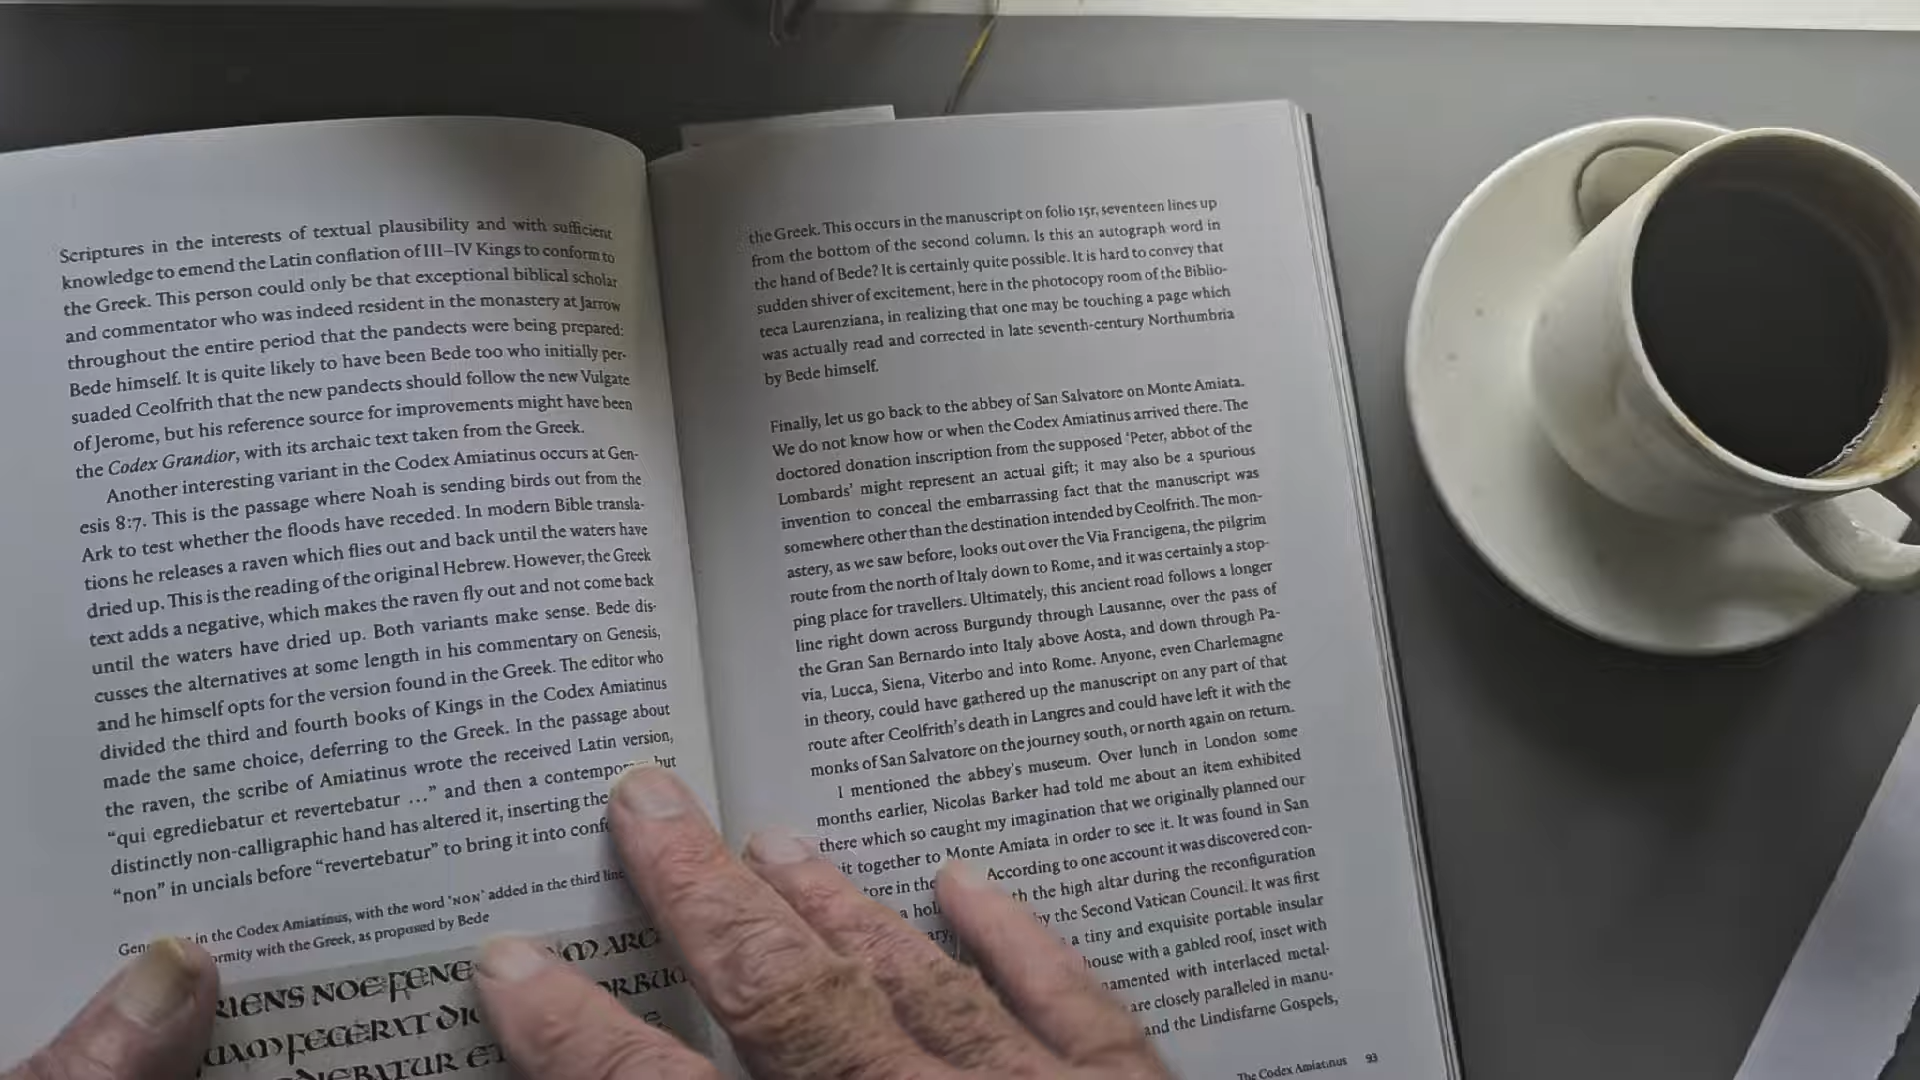 Scriptures in the interests of textual plausibility and with sufficient
knowledge to emend the Latin conflation of III–IV Kings to conform to
the Greek. This person could only be that exceptional biblical scholar
and commentator who was indeed resident in the monastery at Jarrow
throughout the entire period that the pandects were being prepared:
Bede himself. It is quite likely to have been Bede too who initially per-
suaded Ceolfrith that the new pandects should follow the new Vulgate
of Jerome, but his reference source for improvements might have been
the Codex Grandior, with its archaic text taken from the Greek.
Another interesting variant in the Codex Amiatinus occurs at Gen-
esis 8:7. This is the passage where Noah is sending birds out from the
Ark to test whether the floods have receded. In modern Bible transla-
tions he releases a raven which flies out and back until the waters have
dried up. This is the reading of the original Hebrew. However, the Greek
text adds a negative, which makes the raven fly out and not come back
until the waters have dried up. Both variants make sense. Bede dis-
cusses the alternatives at some length in his commentary on Genesis,
and he himself opts for the version found in the Greek. The editor who
divided the third and fourth books of Kings in the Codex Amiatinus
made the same choice, deferring to the Greek. In the passage about
the raven, the scribe of Amiatinus wrote the received Latin version,
“qui egrediebatur et revertebatur …” and then a but
distinctly non-calligraphic hand has altered it, inserting the
“non” in uncials before “revertebatur” to bring it into
in the Codex Amiatinus, with the word ‘NON’ added in the third
with the Greek, as proposed by Bede
NOE
the Greek. This occurs in the manuscript on folio 15r, seventeen lines up
from the bottom of the second column. Is this an autograph word in
the hand of Bede? It is certainly quite possible. It is hard to convey that
sudden shiver of excitement, here in the photocopy room of the Biblio-
teca Laurenziana, in realizing that one may be touching a page which
was actually read and corrected in late seventh-century Northumbria
by Bede himself.
Finally, let us go back to the abbey of San Salvatore on Monte Amiata.
We do not know how or when the Codex Amiatinus arrived there. The
doctored donation inscription from the supposed ‘Peter, abbot of the
Lombards’ might represent an actual gift; it may also be a spurious
invention to conceal the embarrassing fact that the manuscript was
somewhere other than the destination intended by Ceolfrith. The mon-
astery, as we saw before, looks out over the Via Francigena, the pilgrim
route from the north of Italy down to Rome, and it was certainly a stop-
ping place for travellers. Ultimately, this ancient road follows a longer
line right down across Burgundy through Lausanne, over the pass of
the Gran San Bernardo into Italy above Aosta, and down through Pa-
via, Lucca, Siena, Viterbo and into Rome. Anyone, even Charlemagne
in theory, could have gathered up the manuscript on any part of that
route after Ceolfrith’s death in Langres and could have left it with the
monks of San Salvatore on the journey south, or north again on return.
I mentioned the abbey’s museum. Over lunch in London some
months earlier, Nicolas Barker had told me about an item exhibited
there which so caught my imagination that we originally planned our
together to Monte Amiata in order to see it. It was found in San
in the According to one account it was discovered con-
a the high altar during the reconfiguration
by the Second Vatican Council. It was first
a tiny and exquisite portable insular
house with a gabled roof, inset with
with interlaced metal-
are closely paralleled in manu-
and the Lindisfarne Gospels,
The Codex Amiatinus 93